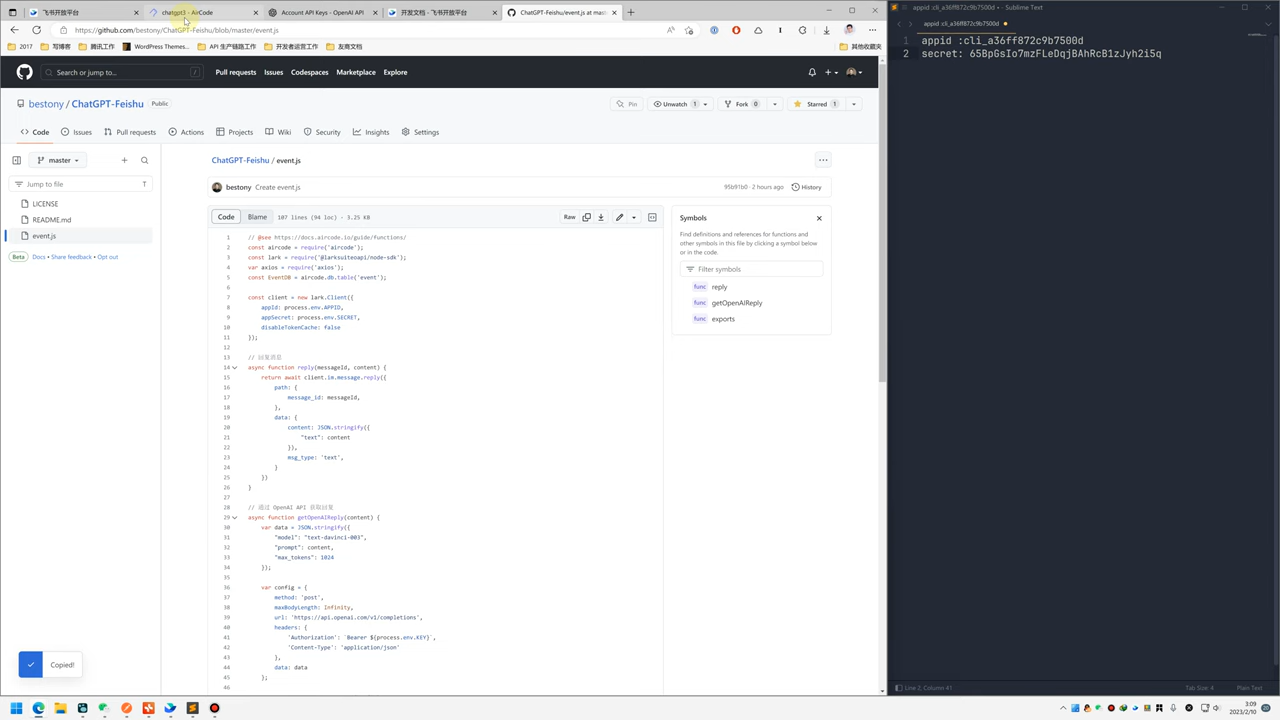 飞书开放平台
chatgpt3 - AirCode
Account API Keys - OpenAI API
开发文档 - 飞书开放平台
ChatGPT-Feishu/event.js at mas
https://github.com/bestony/ChatGPT-Feishu/blob/master/event.js
写博客
腾讯工作
WordPress Themes...
API 生产链路工作
开发者运营工作
友商文档
其他收藏夹
Search or jump to...
/
Pull requests
Issues
Codespaces
Marketplace
Explore
bestony / ChatGPT-Feishu
Public
Pin
Unwatch 1
Fork 0
Starred 1
Code
Issues
Pull requests
Actions
Projects
Wiki
Security
Insights
Settings
master
Jump to file
T
LICENSE
README.md
event.js
Beta
Docs · Share feedback · Opt out
ChatGPT-Feishu / event.js
bestony Create event.js
95b91b0 · 2 hours ago
History
Code
Blame
107 lines (94 loc) · 3.25 KB
Raw
1 // @see https://docs.aircode.io/guide/functions/
2 const aircode = require('aircode');
3 const lark = require('@larksuiteoapi/node-sdk');
4 var axios = require('axios');
5 const EventDB = aircode.db.table('event');
6
7 const client = new lark.Client({
8 appId: process.env.APPID,
9 appSecret: process.env.SECRET,
10 disableTokenCache: false
11 });
12
13 // 回复消息
14 async function reply(messageId, content) {
15 return await client.im.message.reply({
16 path: {
17 message_id: messageId,
18 },
19 data: {
20 content: JSON.stringify({
21 "text": content
22 }),
23 msg_type: 'text',
24 }
25 })
26 }
27
28 // 通过 OpenAI API 获取回复
29 async function getOpenAIReply(content) {
30 var data = JSON.stringify({
31 "model": "text-davinci-003",
32 "prompt": content,
33 "max_tokens": 1024
34 });
35
36 var config = {
37 method: 'post',
38 maxBodyLength: Infinity,
39 url: 'https://api.openai.com/v1/completions',
40 headers: {
41 'Authorization': `Bearer ${process.env.KEY}`,
42 'Content-Type': 'application/json'
43 },
44 data: data
45 };
46
Symbols
Find definitions and references for functions and
other symbols in this file by clicking a symbol below
or in the code.
Filter symbols
func reply
func getOpenAIReply
func exports
Copied!
appid :cli_a36ff872c9b7500d - Sublime Text
appid :cli_a36ff872c9b7500d
1 appid :cli_a36ff872c9b7500d
2 secret: 65BpGsIo7mzFLeDqjBAhRcB1zJyh2i5q
Line 2, Column 41
Tab Size: 4
Plain Text
3:09
2023/2/10